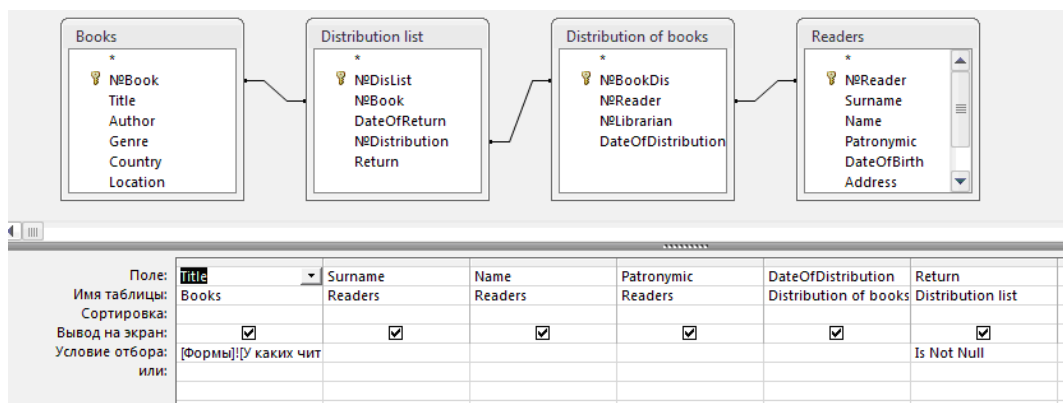 Books
*
№Book
Title
Author
Genre
Country
Location
Distribution list
*
№DisList
№Book
DateOfReturn
№Distribution
Return
Distribution of books
*
№BookDis
№Reader
№Librarian
DateOfDistribution
Readers
*
№Reader
Surname
Name
Patronymic
DateOfBirth
Address
Поле: Title Surname Name Patronymic DateOfDistribution Return
Имя таблицы: Books Readers Readers Readers Distribution of books Distribution list
Сортировка:
Вывод на экран:
Условие отбора: [Формы]![У каких чит Is Not Null
или: